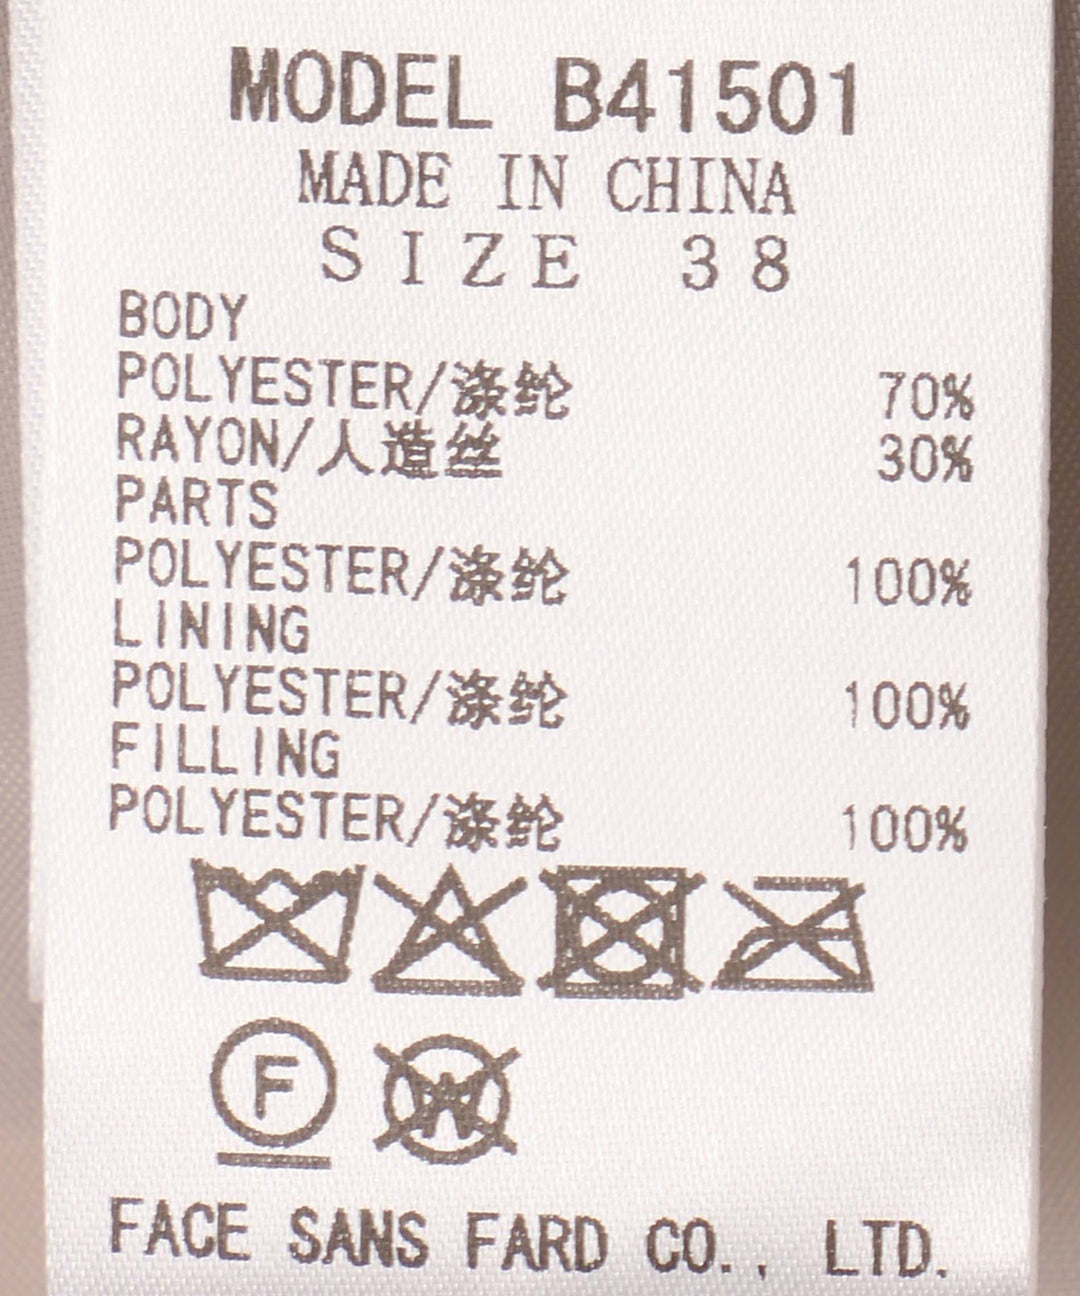 MODEL B41501
MADE IN CHINA
SIZE 38
BODY
POLYESTER/涤纶 70%
RAYON/人造丝 30%
PARTS
POLYESTER/涤纶 100%
LINING
POLYESTER/涤纶 100%
FILLING
POLYESTER/涤纶 100%
F W
FACE SANS FARD CO., LTD.